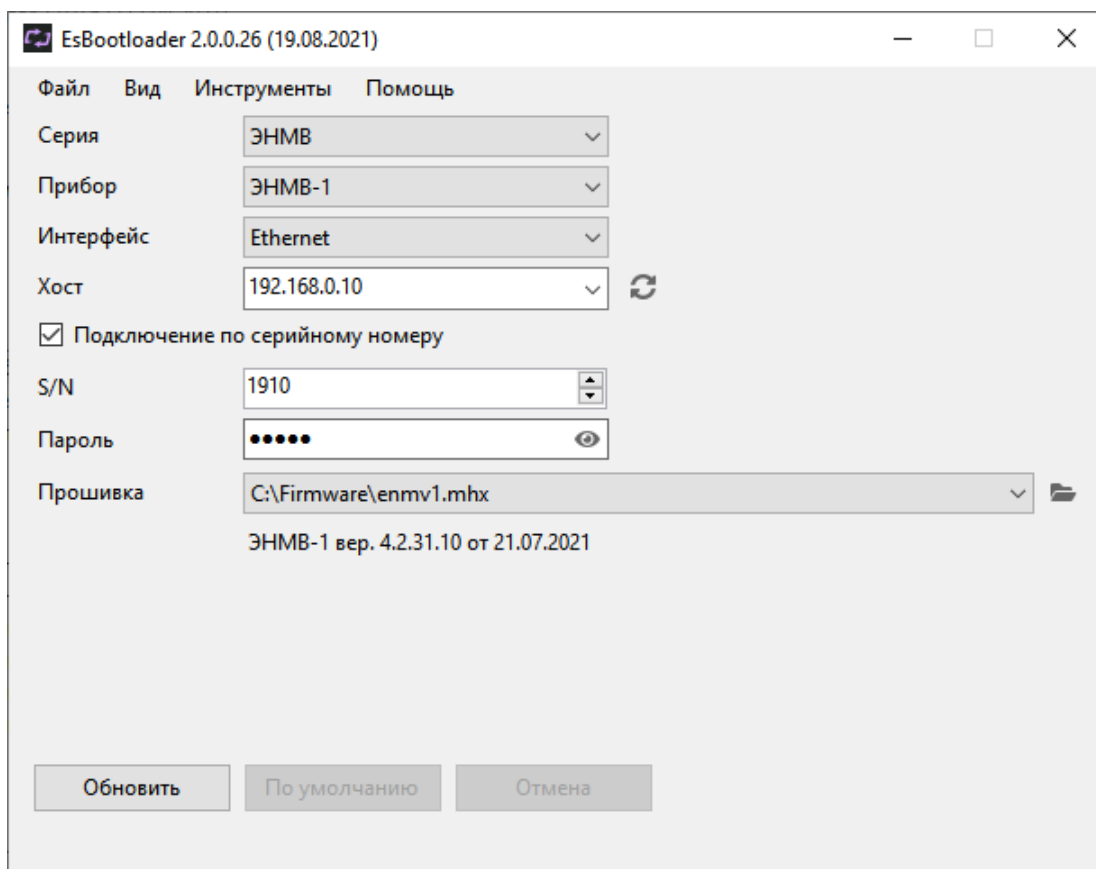 EsBootloader 2.0.0.26 (19.08.2021)
Файл Вид Инструменты Помощь
Серия ЭНМВ
Прибор ЭНМВ-1
Интерфейс Ethernet
Хост 192.168.0.10
Подключение по серийному номеру
S/N 1910
Пароль •••••
Прошивка C:\Firmware\enmv1.mhx
ЭНМВ-1 вер. 4.2.31.10 от 21.07.2021
Обновить По умолчанию Отмена